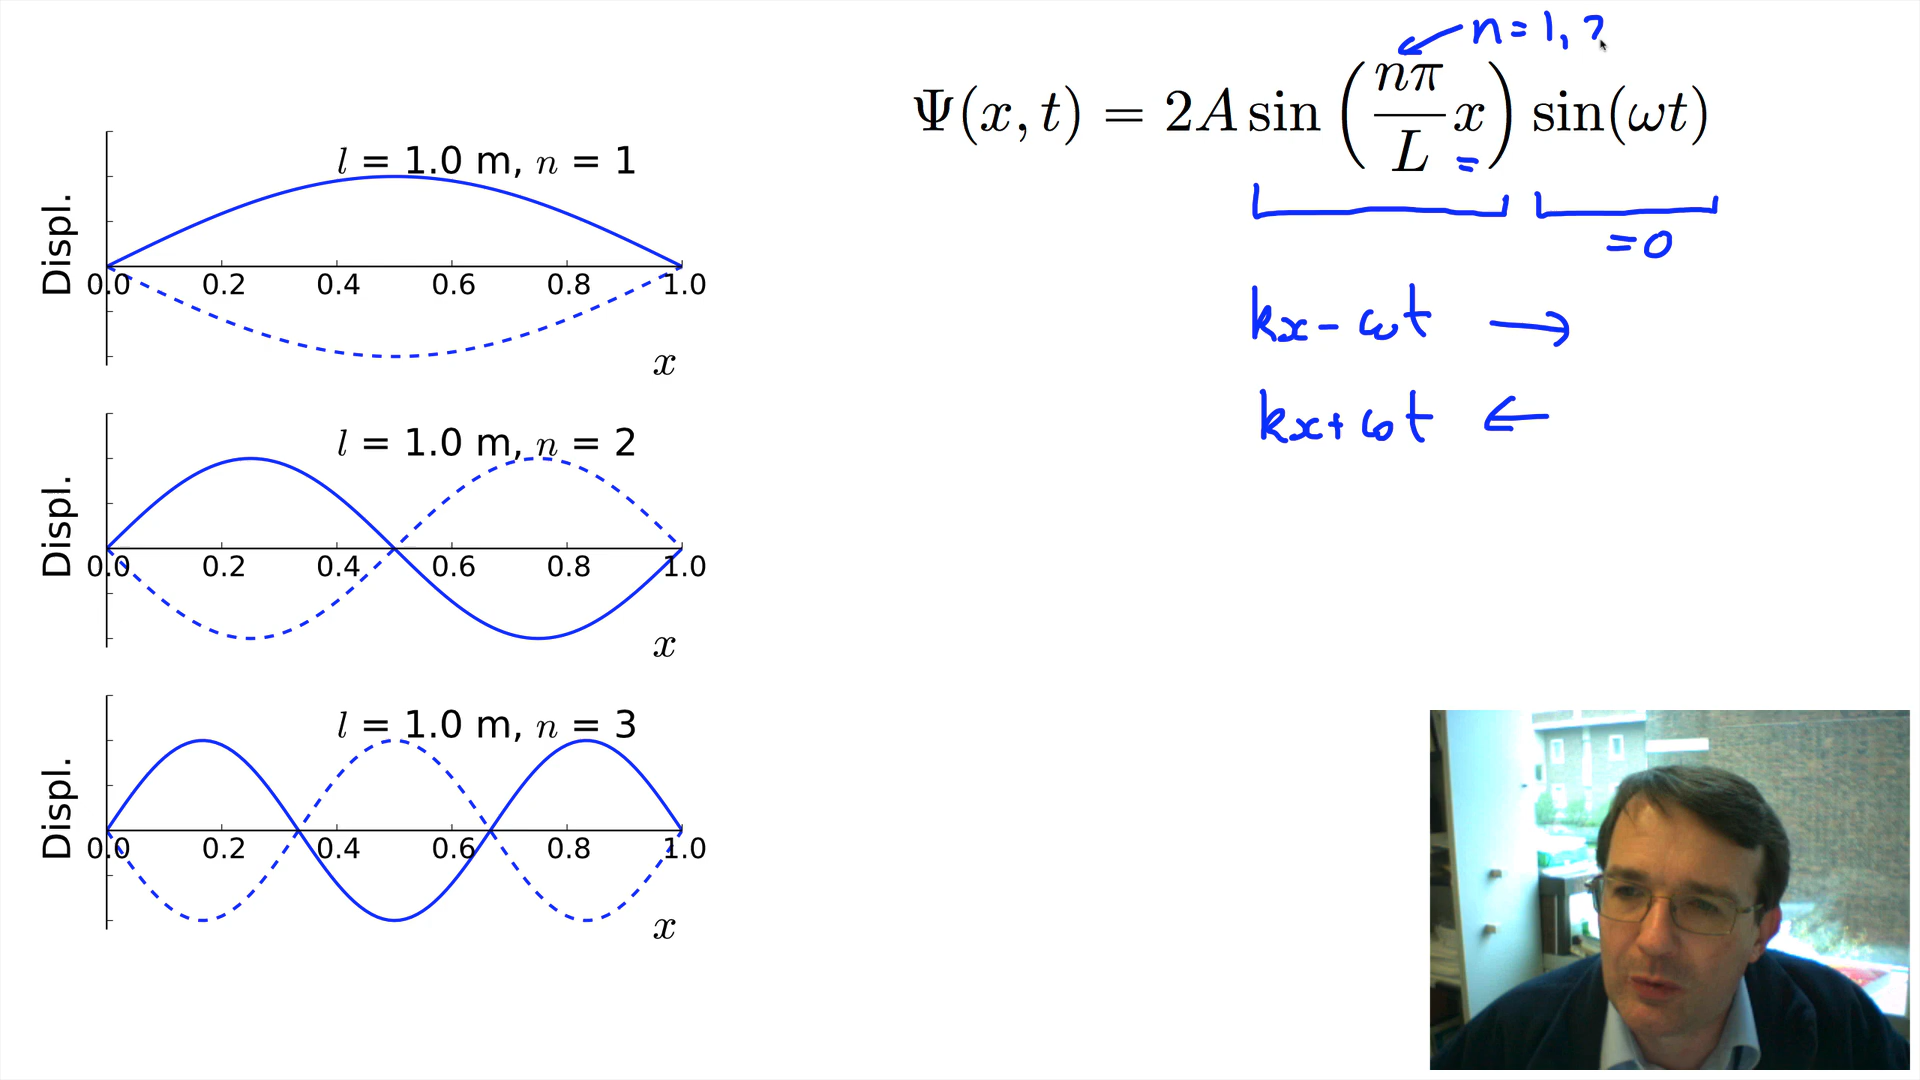 l = 1.0 m, n = 1
Displ.
0.0 0.2 0.4 0.6 0.8 1.0
x
l = 1.0 m, n = 2
Displ.
0.0 0.2 0.4 0.6 0.8 1.0
x
l = 1.0 m, n = 3
Displ.
0.0 0.2 0.4 0.6 0.8 1.0
x
n = 1,
Ψ(x, t) = 2A sin(nπ/L x) sin(ωt)
=
= 0
kx - ωt →
kx + ωt ←